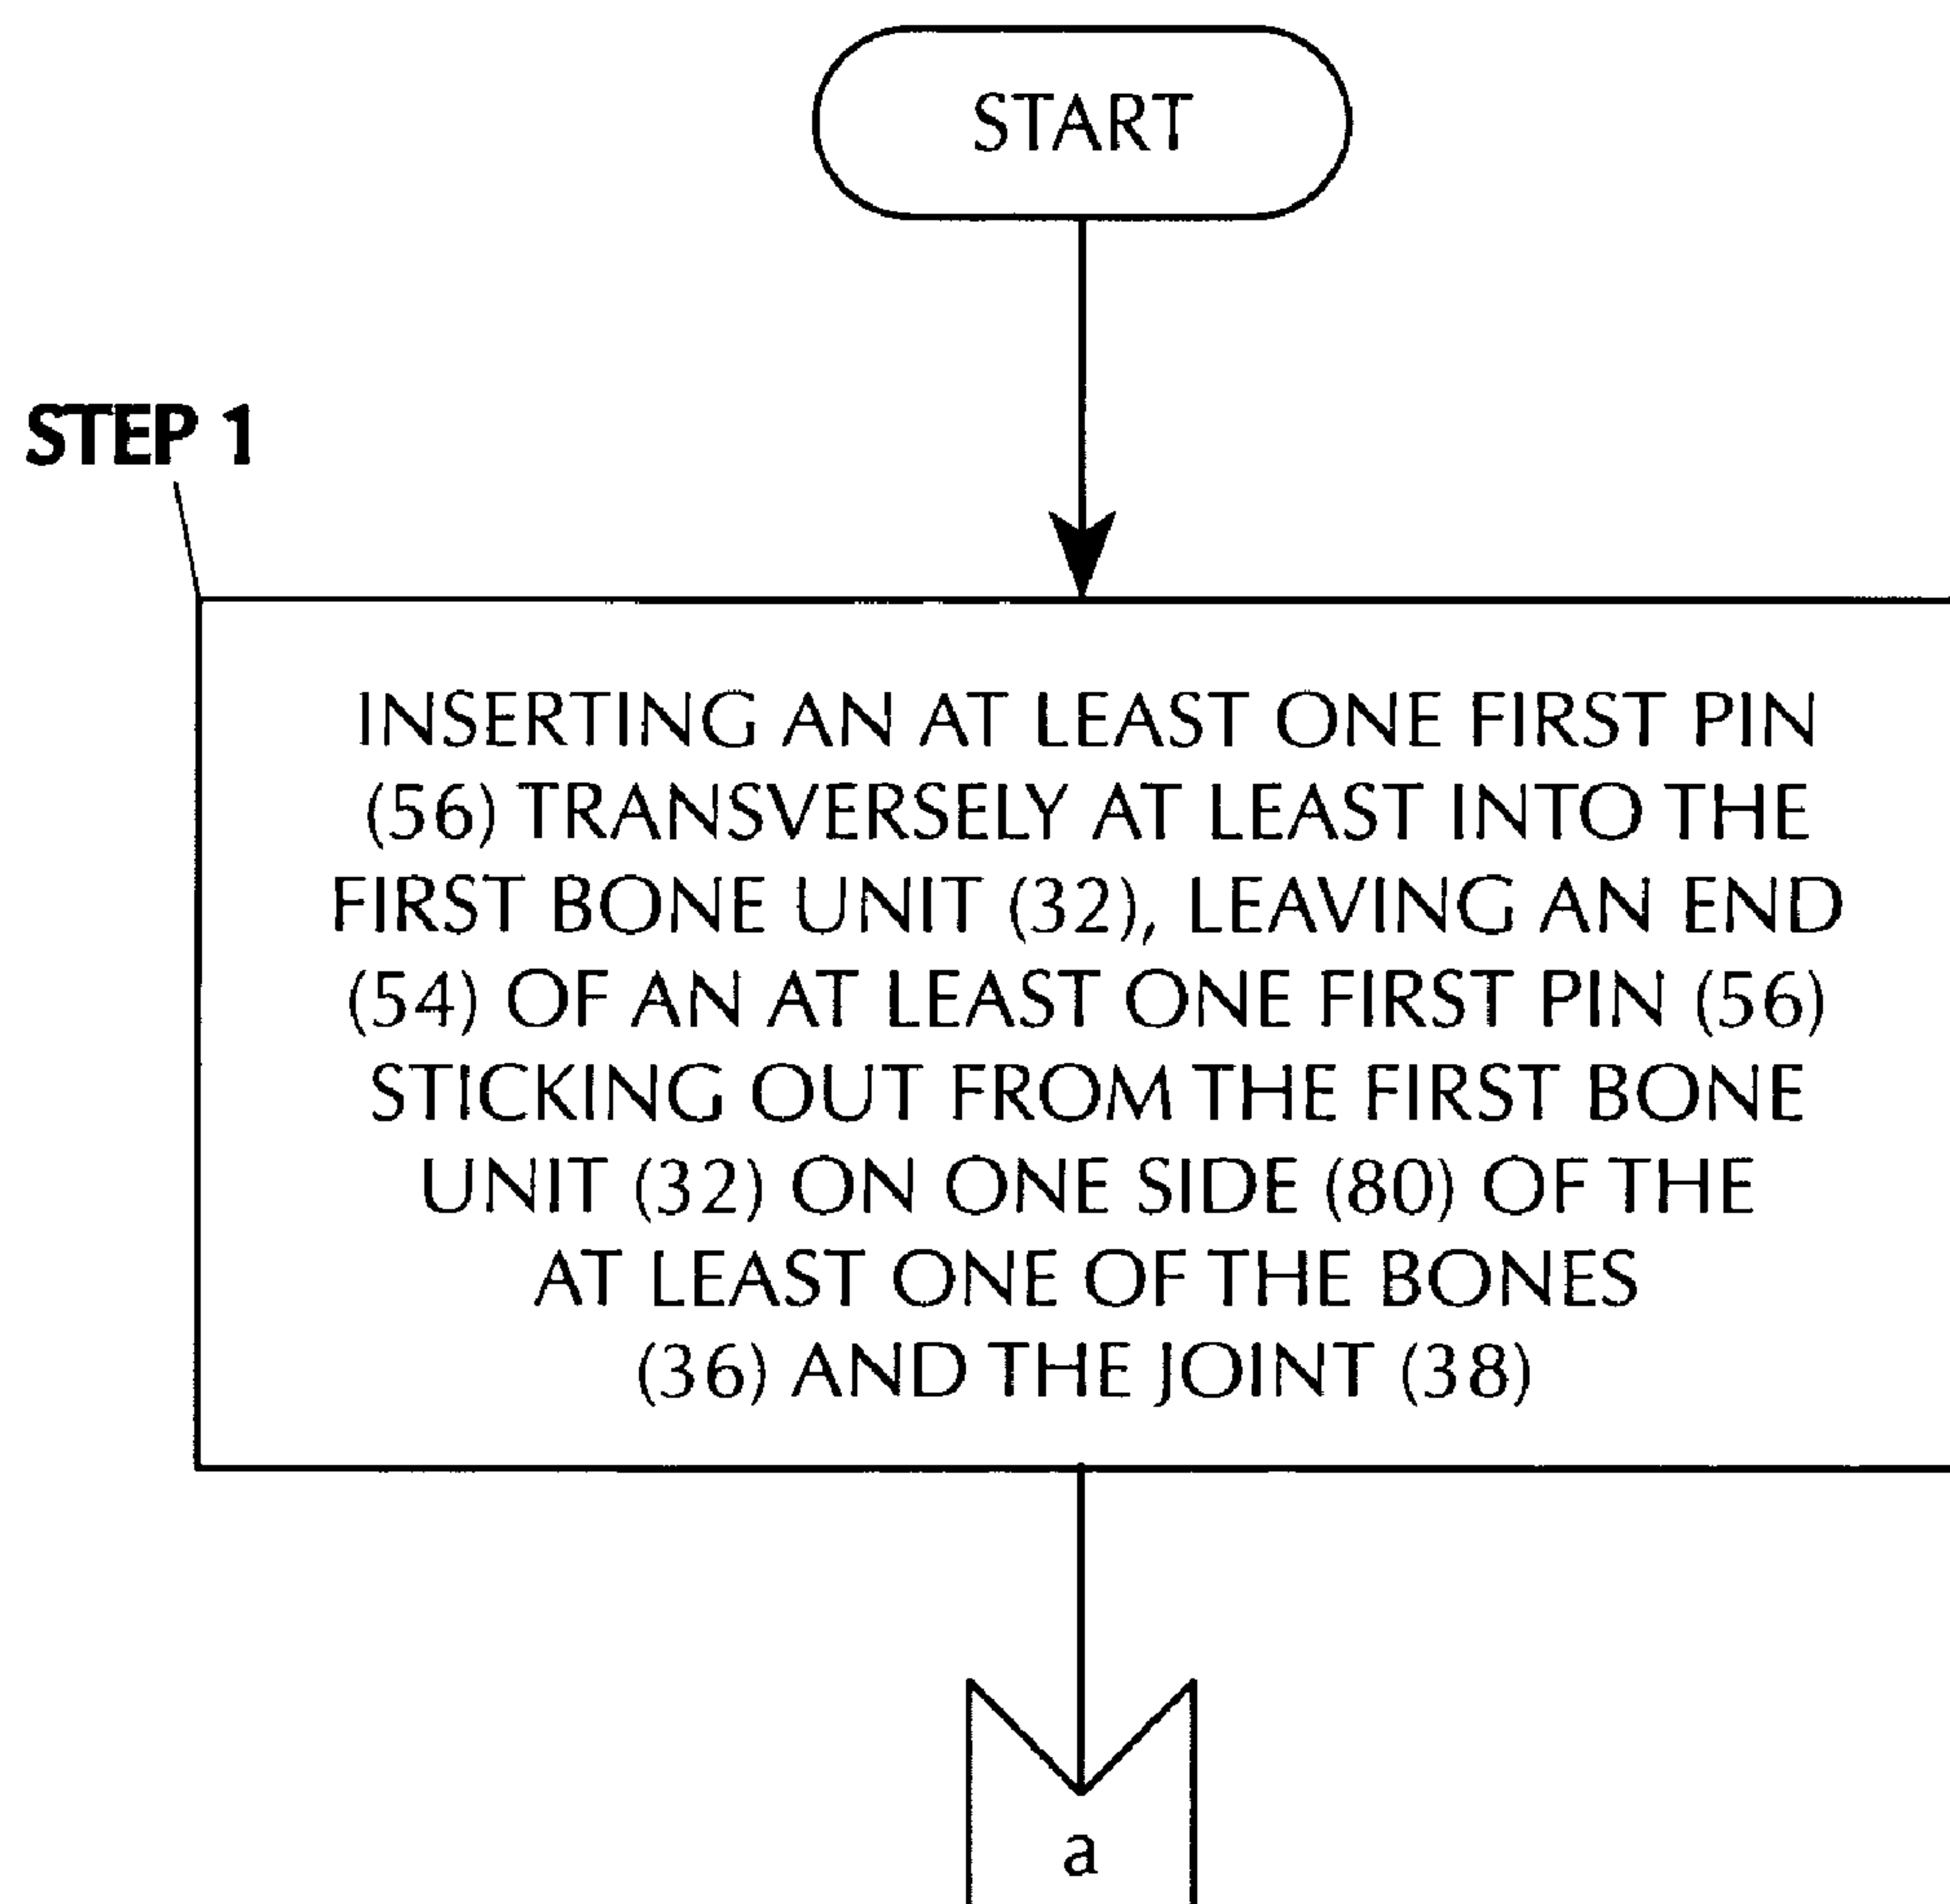 START
STEP 1
INSERTING AN AT LEAST ONE FIRST PIN
(56) TRANSVERSELY AT LEAST INTO THE
FIRST BONE UNIT (32), LEAVING AN END
(54) OF AN AT LEAST ONE FIRST PIN (56)
STICKING OUT FROM THE FIRST BONE
UNIT (32) ON ONE SIDE (80) OF THE
AT LEAST ONE OF THE BONES
(36) AND THE JOINT (38)
a